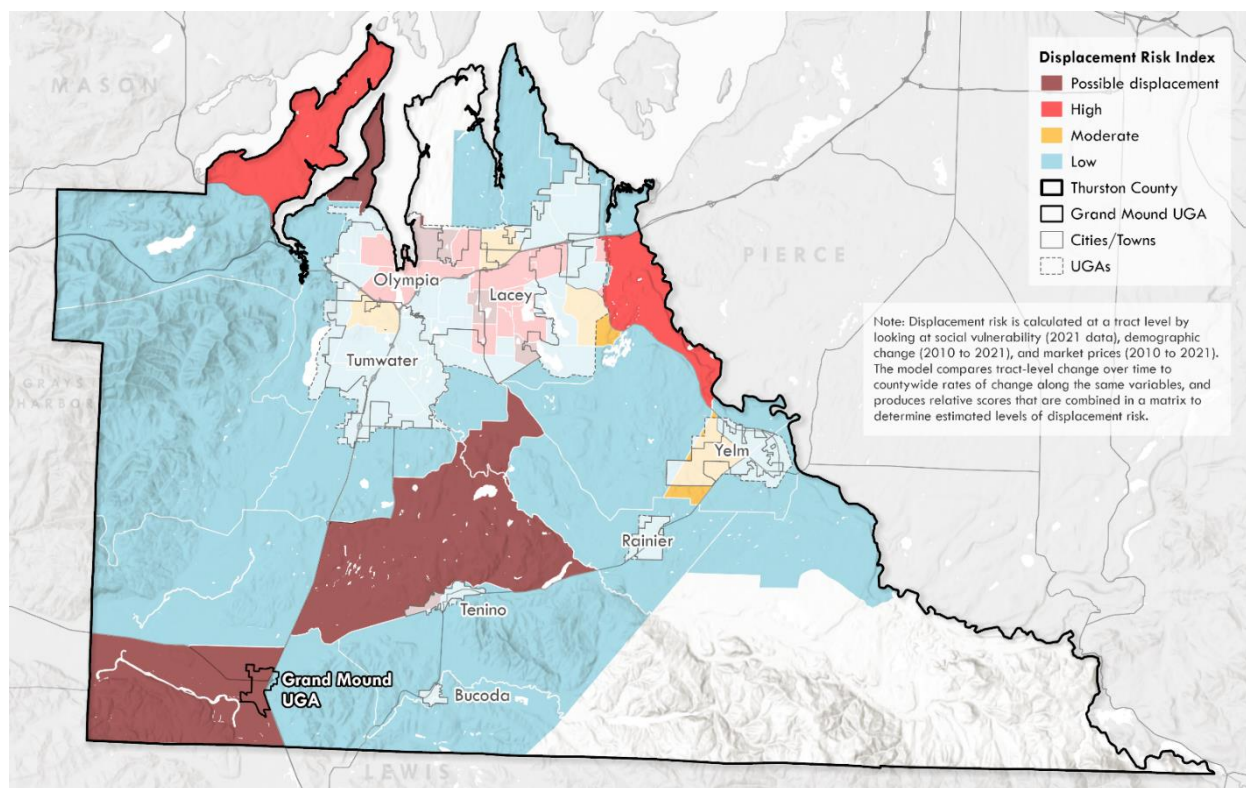 MASON
Displacement Risk Index
Possible displacement
High
Moderate
Low
Thurston County
Grand Mound UGA
Cities/Towns
UGAs
PIERCE
Olympia
Lacey
Note: Displacement risk is calculated at a tract level by
looking at social vulnerability (2021 data), demographic
change (2010 to 2021), and market prices (2010 to 2021).
The model compares tract-level change over time to
countywide rates of change along the same variables, and
produces relative scores that are combined in a matrix to
determine estimated levels of displacement risk.
Tumwater
GRAYS
HARBOR
Yelm
Rainier
Tenino
Grand Mound
UGA
Bucoda
LEWIS